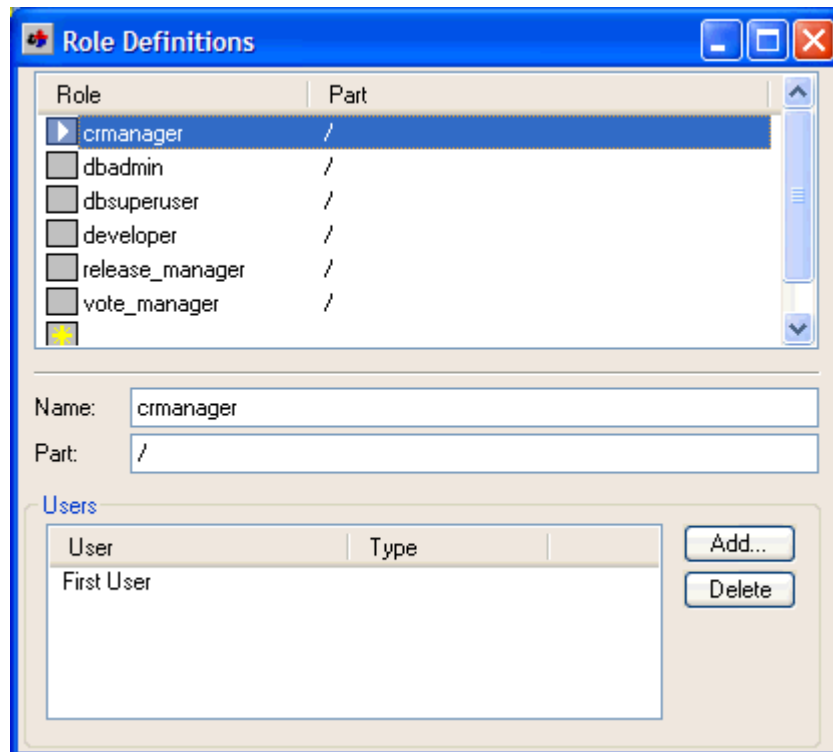 Role Definitions
Role Part
crmanager /
dbadmin /
dbsuperuser /
developer /
release_manager /
vote_manager /
Name: crmanager
Part: /
Users
User Type
Add...
First User
Delete